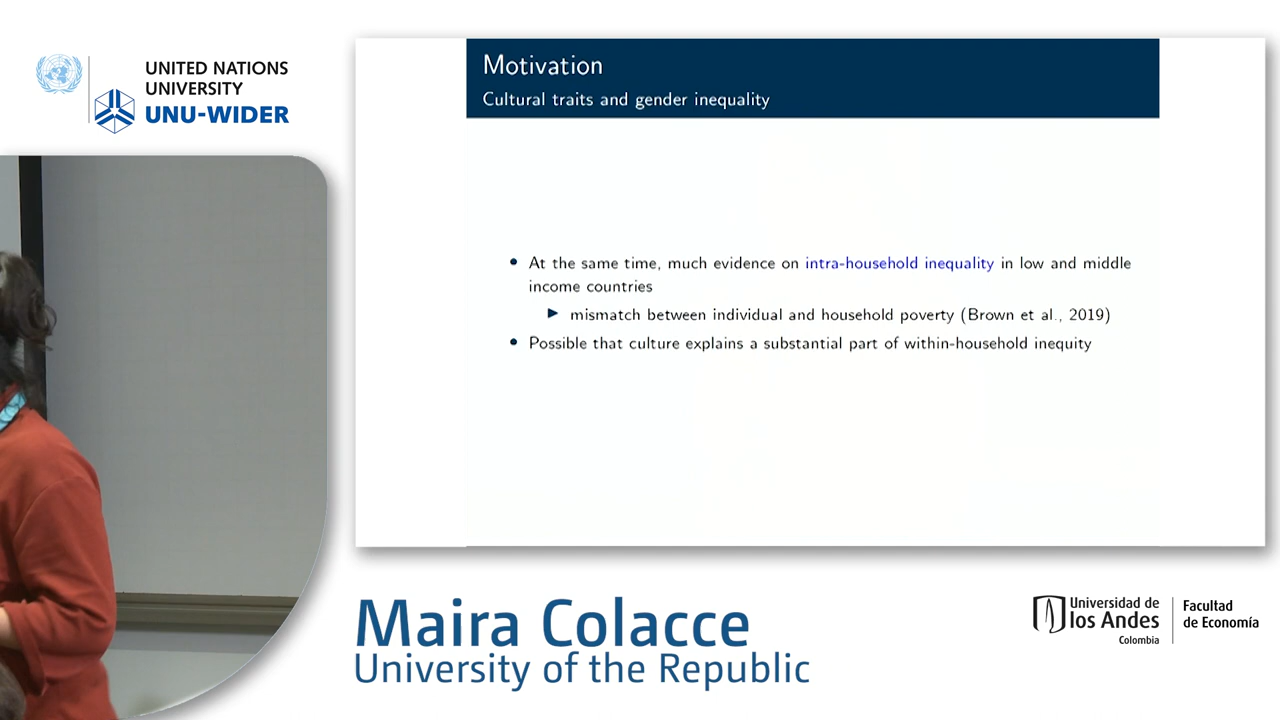 UNITED NATIONS
UNIVERSITY
UNU-WIDER
Motivation
Cultural traits and gender inequality
At the same time, much evidence on intra-household inequality in low and middle
income countries
mismatch between individual and household poverty (Brown et al., 2019)
Possible that culture explains a substantial part of within-household inequity
Maira Colacce
University of the Republic
Universidad de
los Andes
Colombia
Facultad
de Economía